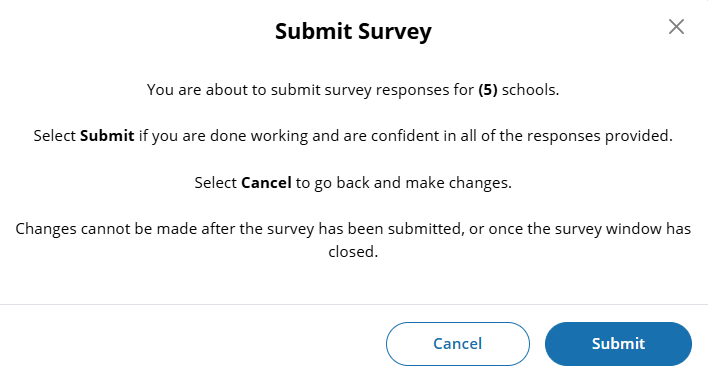 Submit Survey
You are about to submit survey responses for (5) schools.
Select Submit if you are done working and are confident in all of the responses provided.
Select Cancel to go back and make changes.
Changes cannot be made after the survey has been submitted, or once the survey window has
closed.
Cancel
Submit